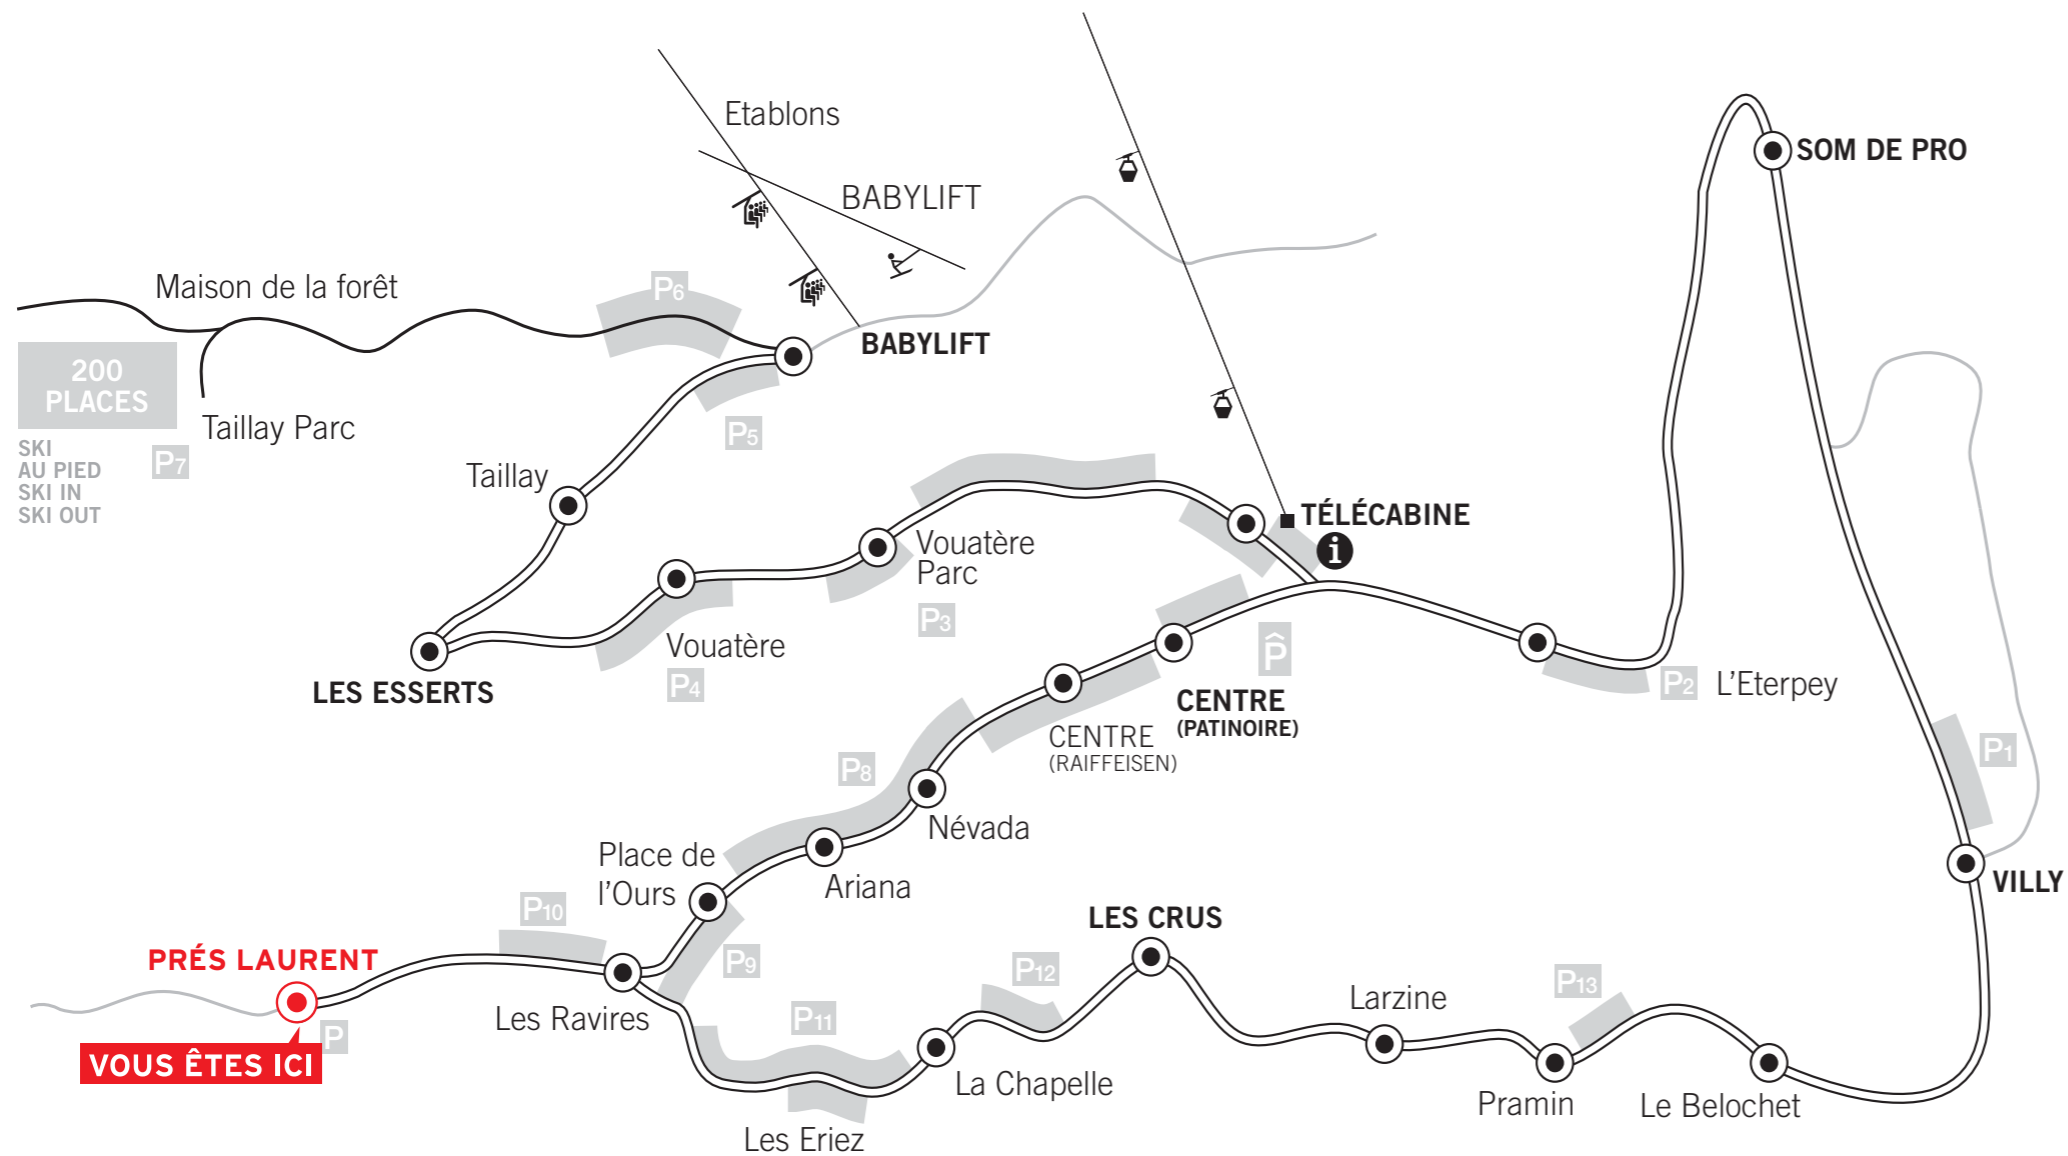 Etablons
SOM DE PRO
BABYLIFT
Maison de la forêt
P6
BABYLIFT
200
PLACES
Taillay Parc
P5
SKI
AU PIED
SKI IN
SKI OUT
P7
Taillay
TÉLÉCABINE
i
Vouatère
Parc
P3
Vouatère
P4
P
LES ESSERTS
CENTRE
(PATINOIRE)
P2 L'Eterpey
CENTRE
(RAIFFEISEN)
P1
P8
Névada
Place de
l'Ours
Ariana
VILLY
P10
LES CRUS
PRÉS LAURENT
P9
P12
P13
Larzine
Les Ravires
P11
P
VOUS ÊTES ICI
La Chapelle
Pramin
Le Belochet
Les Eriez